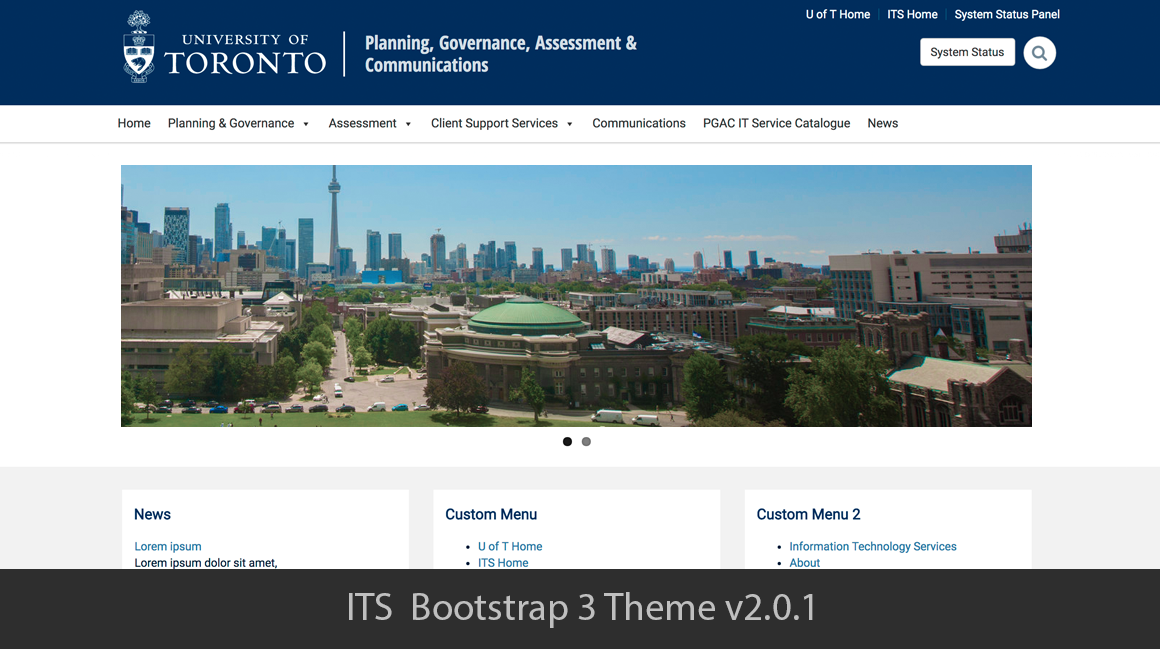 U of T Home
ITS Home
System Status Panel
UNIVERSITY OF
TORONTO
Planning, Governance, Assessment &
Communications
System Status
Home
Planning & Governance
Assessment
Client Support Services
Communications
PGAC IT Service Catalogue
News
News
Lorem ipsum
Lorem ipsum dolor sit amet,
Custom Menu
U of T Home
ITS Home
Custom Menu 2
Information Technology Services
About
ITS Bootstrap 3 Theme v2.0.1